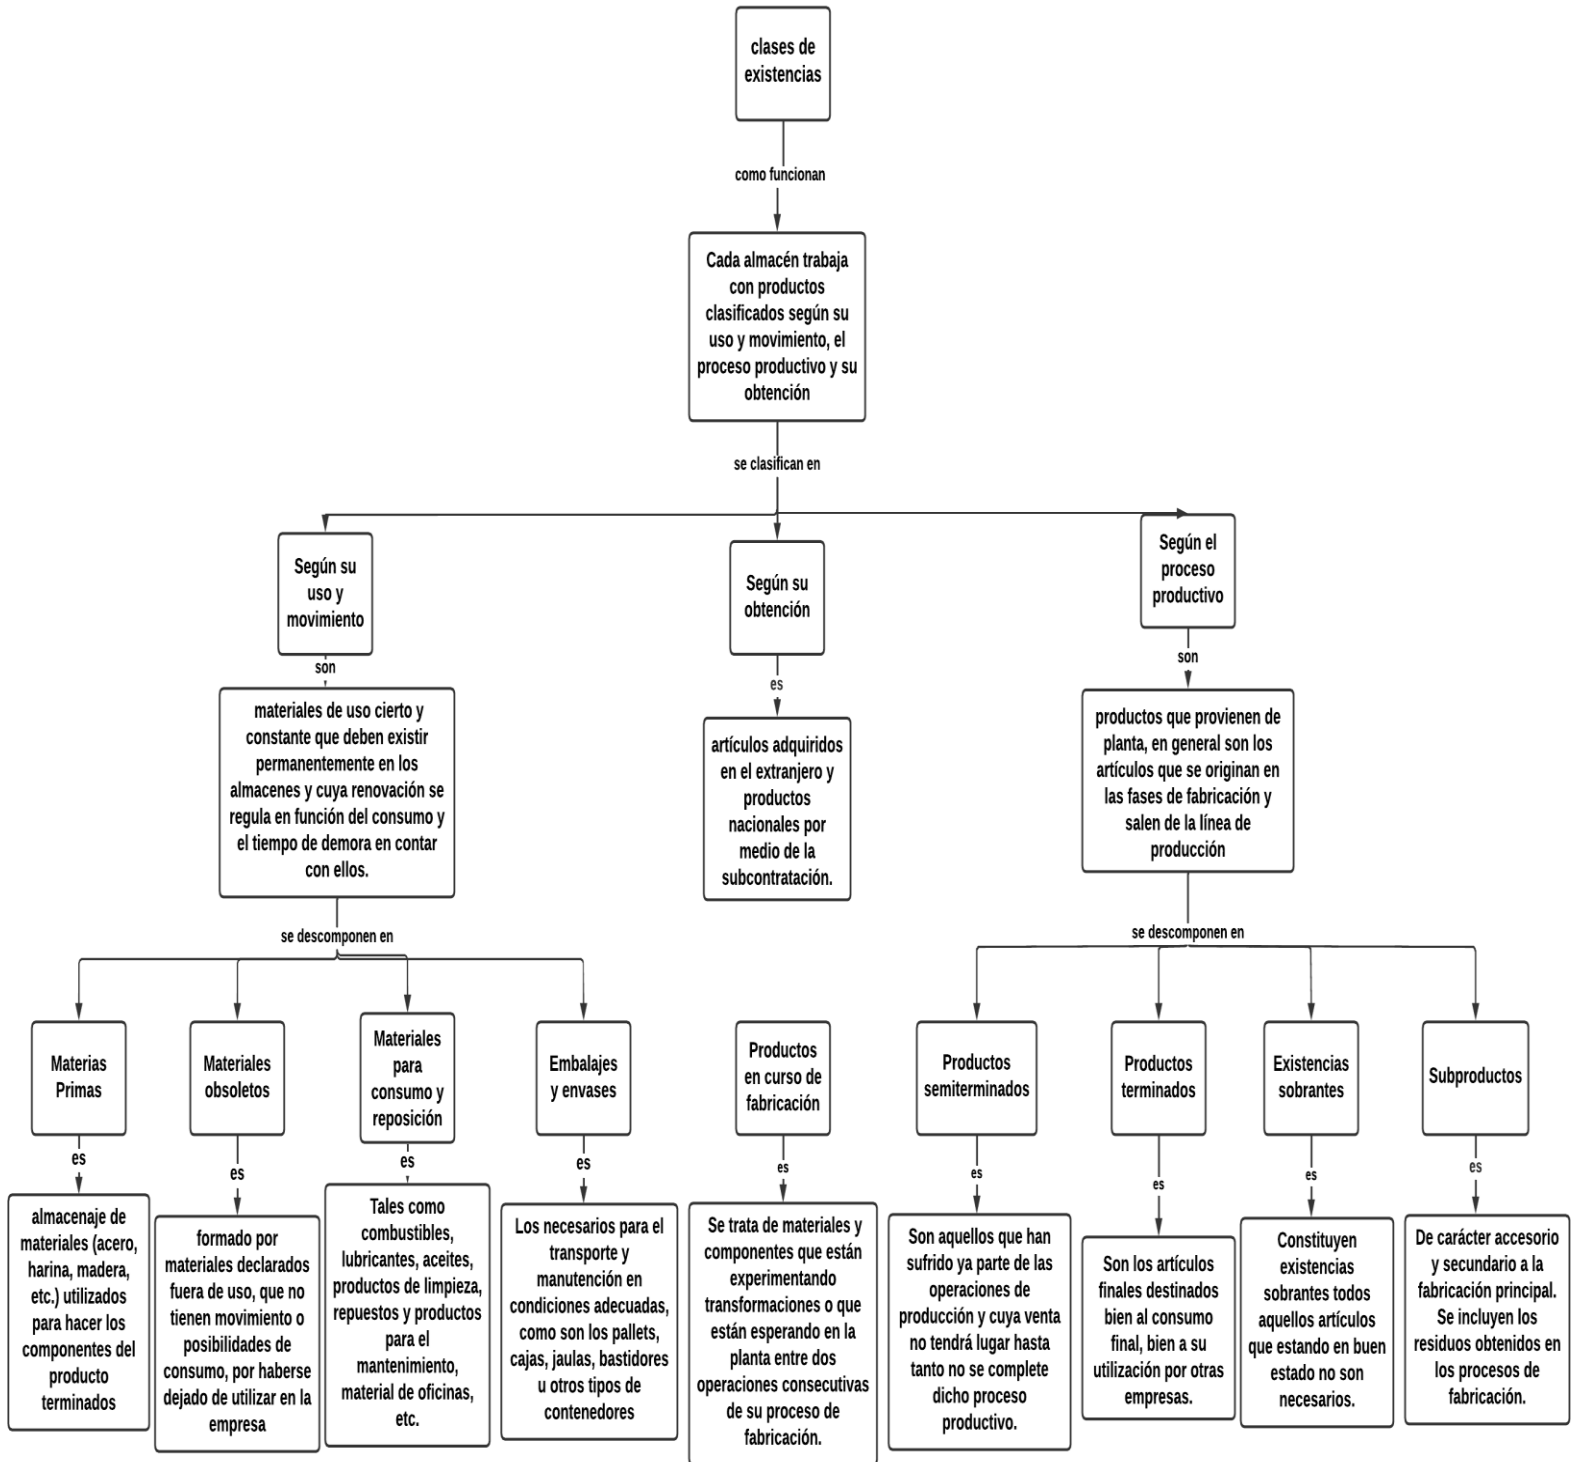 clases de
existencias
como funcionan
Cada almacén trabaja
con productos
clasificados según su
uso y movimiento, el
proceso productivo y su
obtención
se clasifican en
Según su
uso y
movimiento
son
materiales de uso cierto y
constante que deben existir
permanentemente en los
almacenes y cuya renovación se
regula en función del consumo y
el tiempo de demora en contar
con ellos.
se descomponen en
Según su
obtención
es
artículos adquiridos
en el extranjero y
productos
nacionales por
medio de la
subcontratación.
Según el
proceso
productivo
son
productos que provienen de
planta, en general son los
artículos que se originan en
las fases de fabricación y
salen de la línea de
producción
se descomponen en
Materias
Primas
es
almacenaje de
materiales (acero,
harina, madera,
etc.) utilizados
para hacer los
componentes del
producto
terminados
Materiales
obsoletos
es
formado por
materiales declarados
fuera de uso, que no
tienen movimiento o
posibilidades de
consumo, por haberse
dejado de utilizar en la
empresa
Materiales
para
consumo y
reposición
es
Tales como
combustibles,
lubricantes, aceites,
productos de limpieza,
repuestos y productos
para el
mantenimiento,
material de oficinas,
etc.
Embalajes
y envases
es
Los necesarios para el
transporte y
manutención en
condiciones adecuadas,
como son los pallets,
cajas, jaulas, bastidores
u otros tipos de
contenedores
Productos
en curso de
fabricación
es
Se trata de materiales y
componentes que están
experimentando
transformaciones o que
están esperando en la
planta entre dos
operaciones consecutivas
de su proceso de
fabricación.
Productos
semiterminados
es
Son aquellos que han
sufrido ya parte de las
operaciones de
producción y cuya venta
no tendrá lugar hasta
tanto no se complete
dicho proceso
productivo.
Productos
terminados
es
Son los artículos
finales destinados
bien al consumo
final, bien a su
utilización por otras
empresas.
Existencias
sobrantes
es
Constituyen
existencias
sobrantes todos
aquellos artículos
que estando en buen
estado no son
necesarios.
Subproductos
es
De carácter accesorio
y secundario a la
fabricación principal.
Se incluyen los
residuos obtenidos en
los procesos de
fabricación.